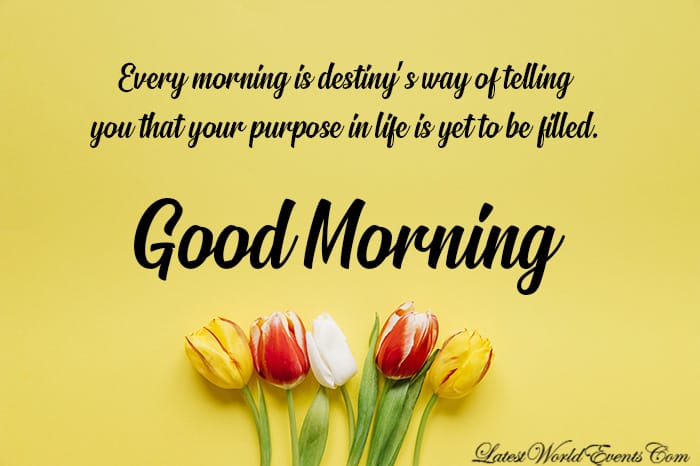 Every morning is destiny's way of telling
you that your purpose in life is yet to be filled.
Good Morning
LatestWorldEvents.Com